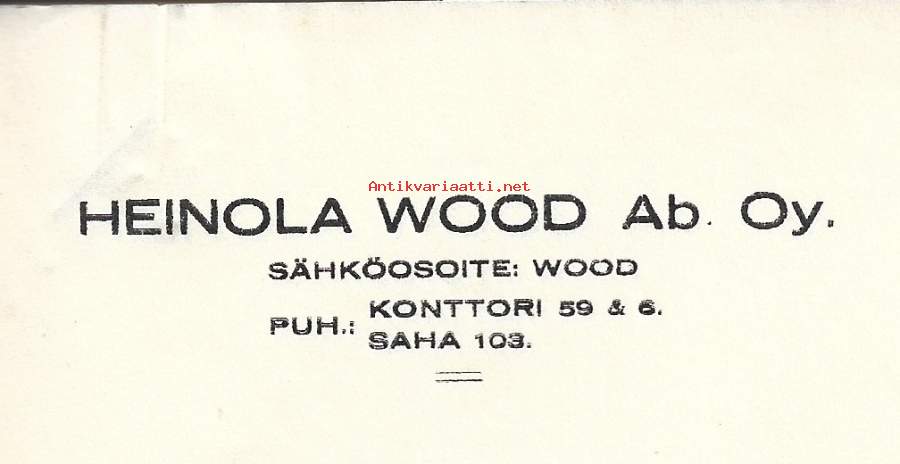 Antikvariaatti.net
HEINOLA WOOD Ab. Oy.
SÄHKÖOSOITE: WOOD
PUH.: KONTTORI 59 & 6.
SAHA 103.